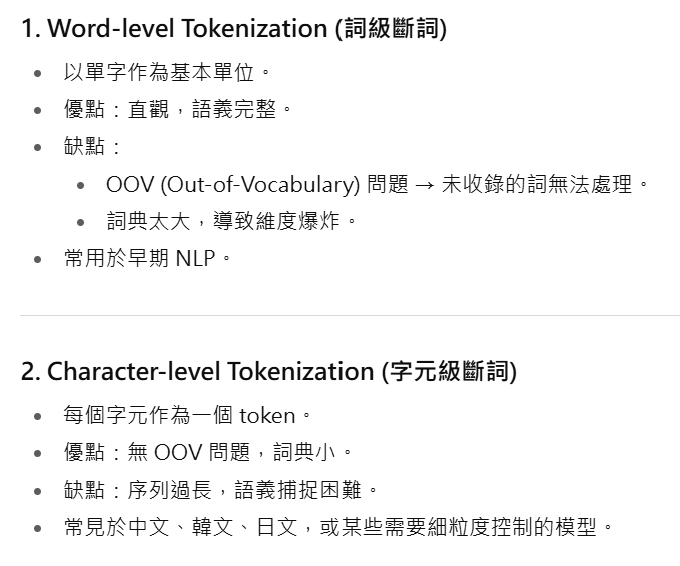 1. Word-level Tokenization (詞級斷詞)
以單字作為基本單位。
優點：直觀，語義完整。
缺點：
OOV (Out-of-Vocabulary) 問題 → 未收錄的詞無法處理。
詞典太大，導致維度爆炸。
常用於早期 NLP。
2. Character-level Tokenization (字元級斷詞)
每個字元作為一個 token。
優點：無 OOV 問題，詞典小。
缺點：序列過長，語義捕捉困難。
常見於中文、韓文、日文，或某些需要細粒度控制的模型。